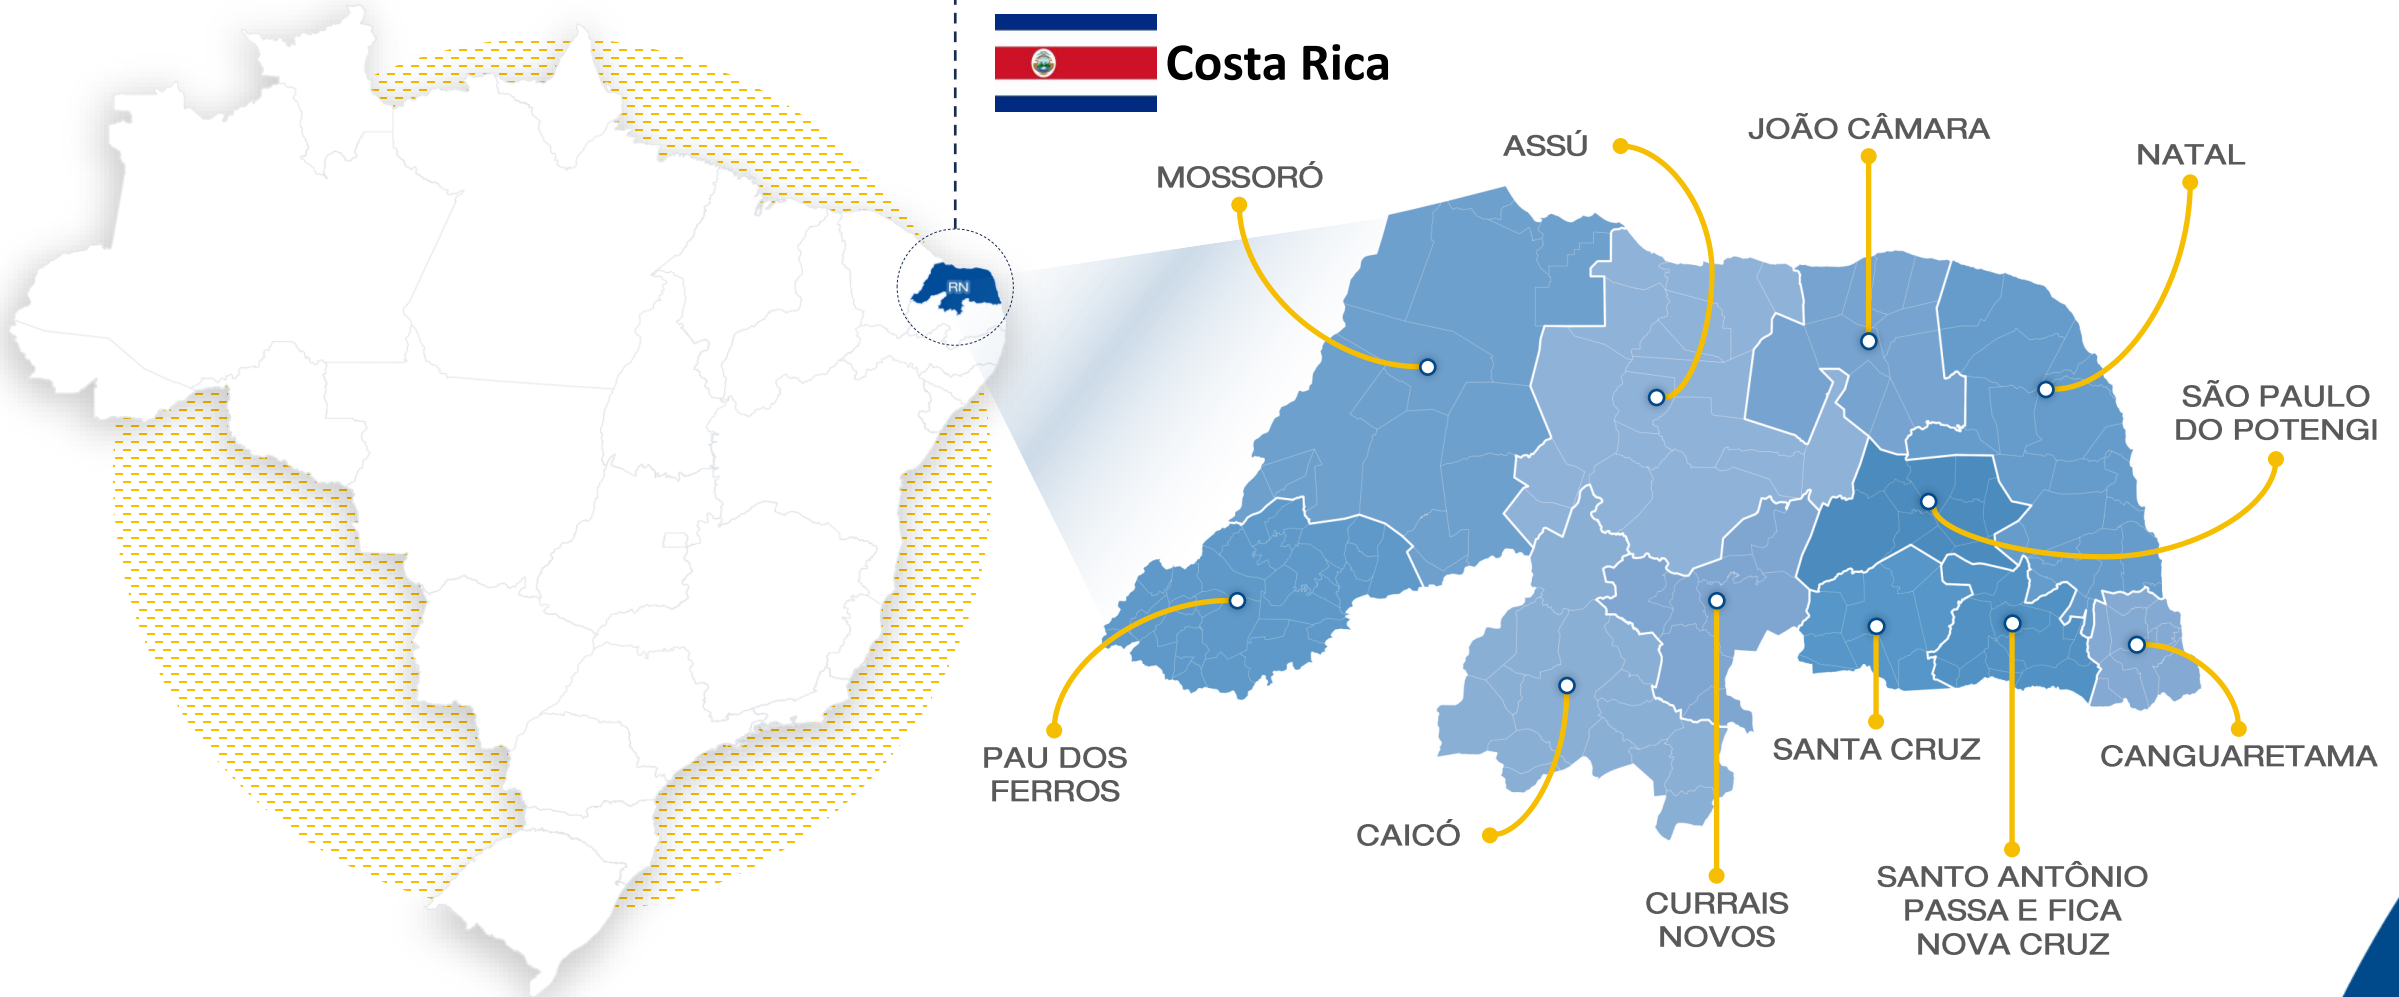 Costa Rica
RN
MOSSORÓ
ASSÚ
JOÃO CÂMARA
NATAL
SÃO PAULO
DO POTENGI
PAU DOS
FERROS
CAICÓ
CURRAIS
NOVOS
SANTA CRUZ
SANTO ANTÔNIO
PASSA E FICA
NOVA CRUZ
CANGUARETAMA